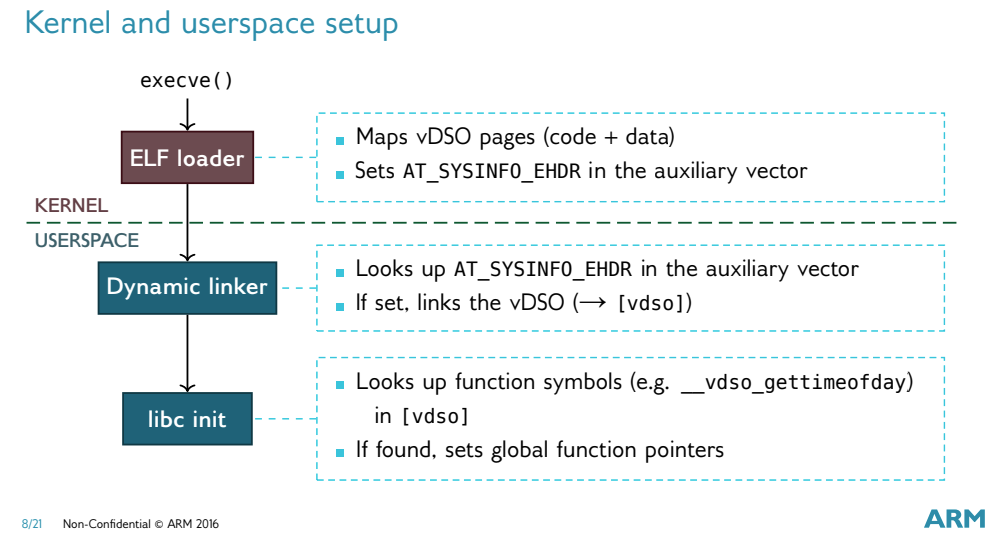 Kernel and userspace setup
execve()
ELF loader
Maps vDSO pages (code + data)
Sets AT_SYSINFO_EHDR in the auxiliary vector
KERNEL
USERSPACE
Dynamic linker
Looks up AT_SYSINFO_EHDR in the auxiliary vector
If set, links the vDSO (→ [vdso])
libc init
Looks up function symbols (e.g. __vdso_gettimeofday)
in [vdso]
If found, sets global function pointers
8/21 Non-Confidential © ARM 2016
ARM